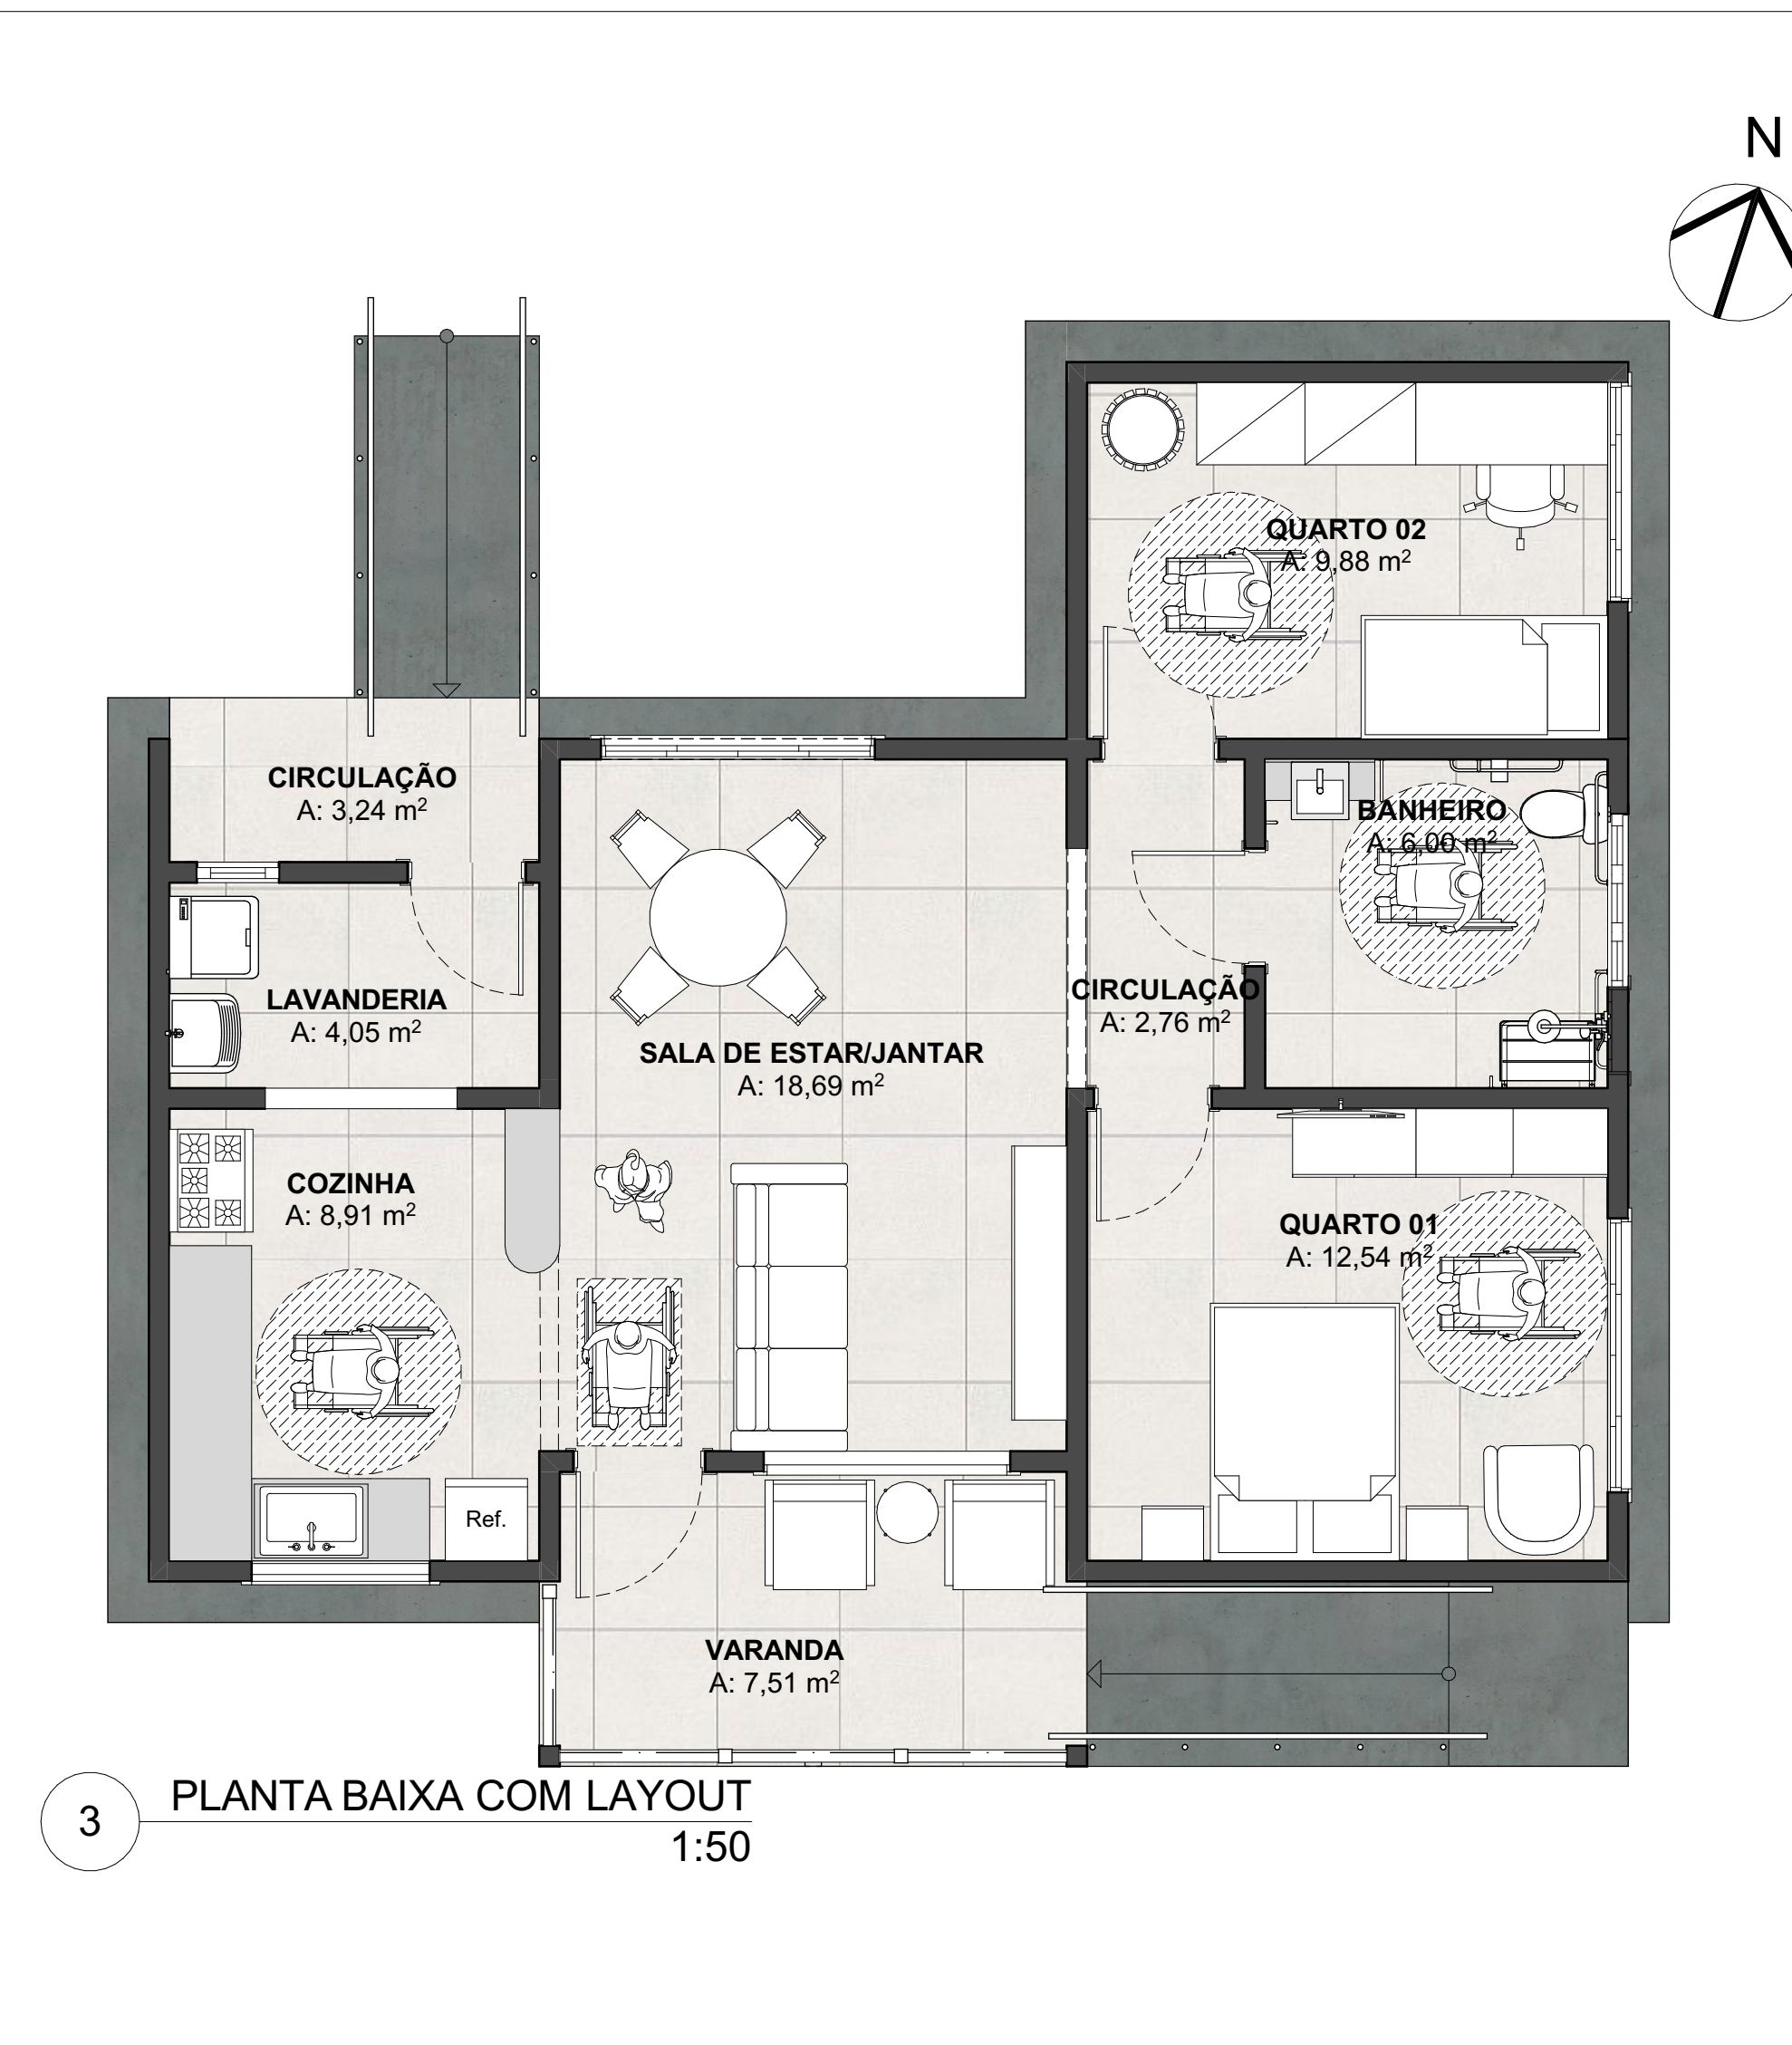 N
QUARTO 02
A: 9,88 m²
CIRCULAÇÃO
A: 3,24 m²
BANHEIRO
A: 6,00 m²
LAVANDERIA
A: 4,05 m²
CIRCULAÇÃO
A: 2,76 m²
SALA DE ESTAR/JANTAR
A: 18,69 m²
COZINHA
A: 8,91 m²
QUARTO 01
A: 12,54 m²
Ref.
VARANDA
A: 7,51 m²
3
PLANTA BAIXA COM LAYOUT
1:50